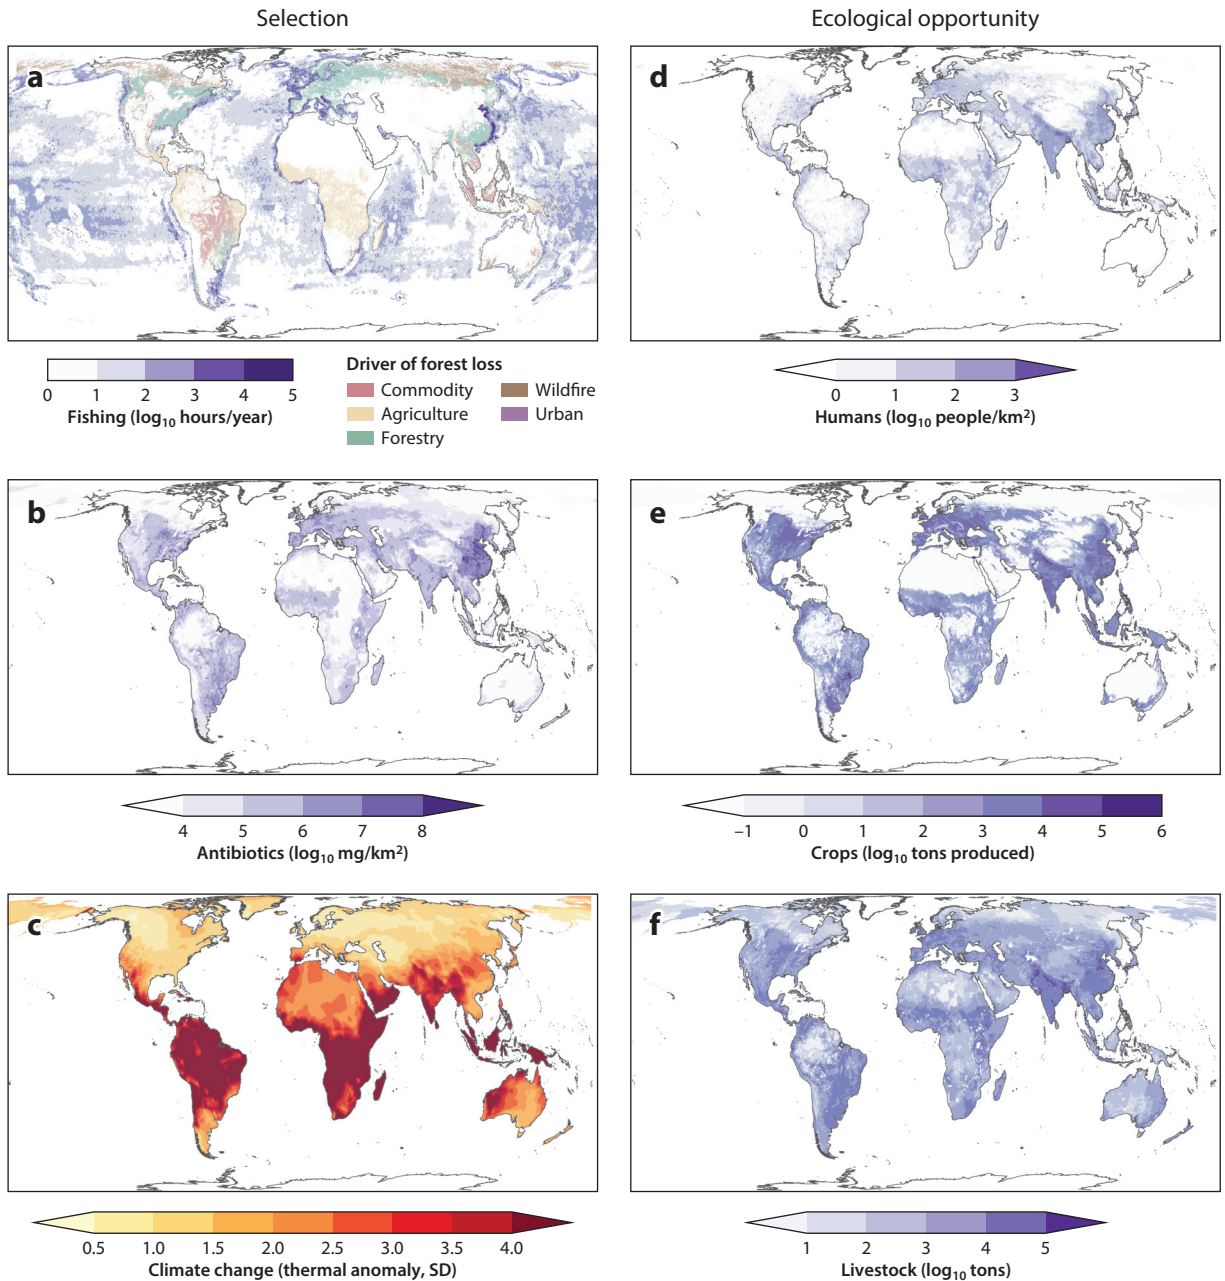 Selection
Ecological opportunity
a
0 1 2 3 4 5
Fishing (log₁₀ hours/year)
Driver of forest loss
Commodity
Agriculture
Forestry
Wildfire
Urban
d
0 1 2 3
Humans (log₁₀ people/km²)
b
4 5 6 7 8
Antibiotics (log₁₀ mg/km²)
e
−1 0 1 2 3 4 5 6
Crops (log₁₀ tons produced)
c
0.5 1.0 1.5 2.0 2.5 3.0 3.5 4.0
Climate change (thermal anomaly, SD)
f
1 2 3 4 5
Livestock (log₁₀ tons)